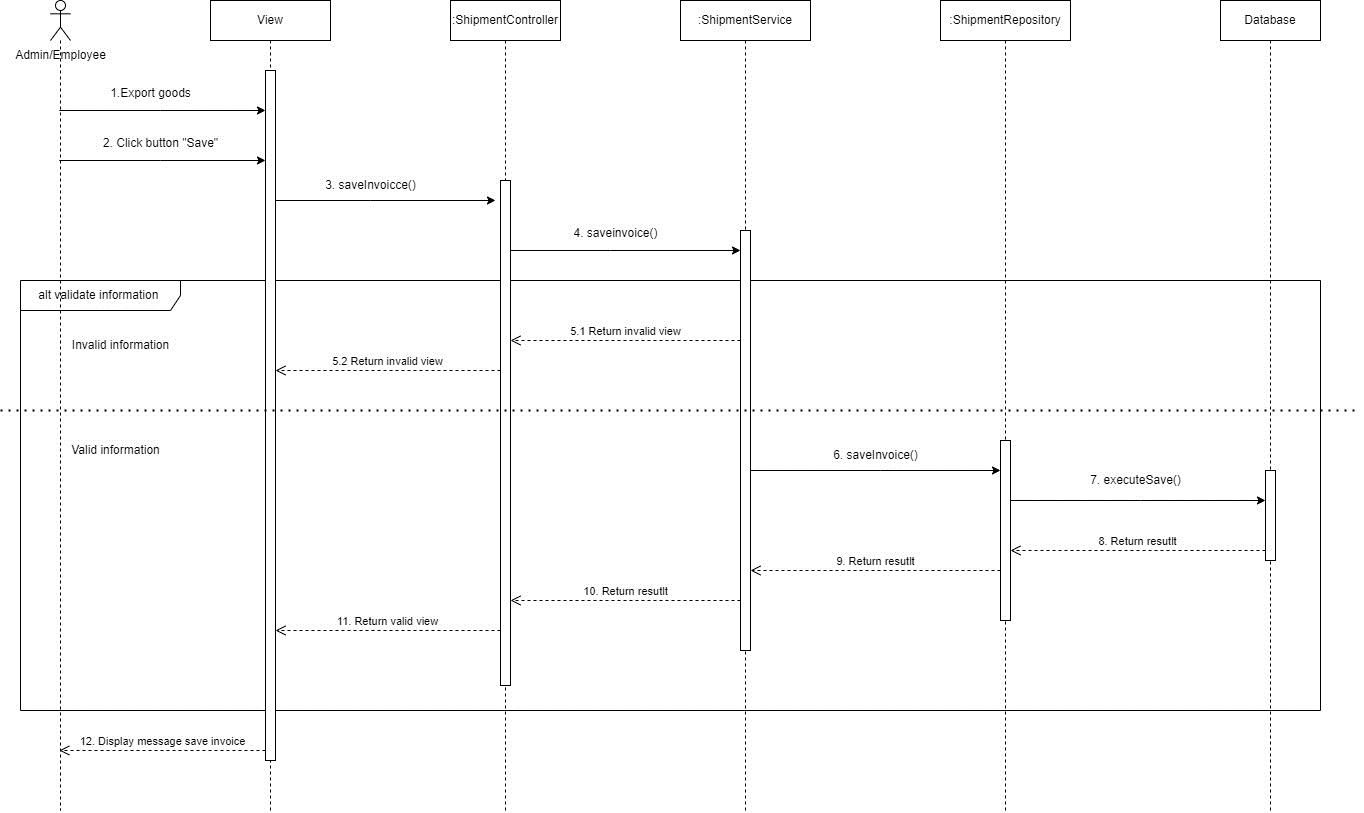 View
:ShipmentController
:ShipmentService
:ShipmentRepository
Database
Admin/Employee
1.Export goods
2. Click button "Save"
3. saveInvoicce()
4. saveinvoice()
alt validate information
5.1 Return invalid view
Invalid information
5.2 Return invalid view
Valid information
6. saveInvoice()
7. executeSave()
8. Return resutlt
9. Return resutlt
10. Return resutlt
11. Return valid view
12. Display message save invoice